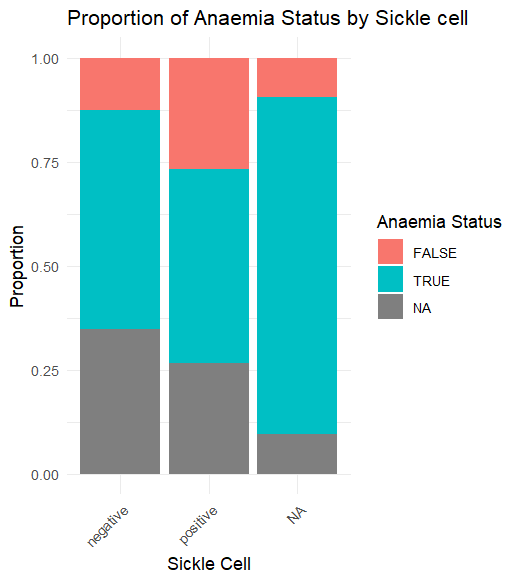 Proportion of Anaemia Status by Sickle cell
1.00
0.75
0.50
0.25
0.00
Proportion
negative
positive
NA
Sickle Cell
Anaemia Status
FALSE
TRUE
NA